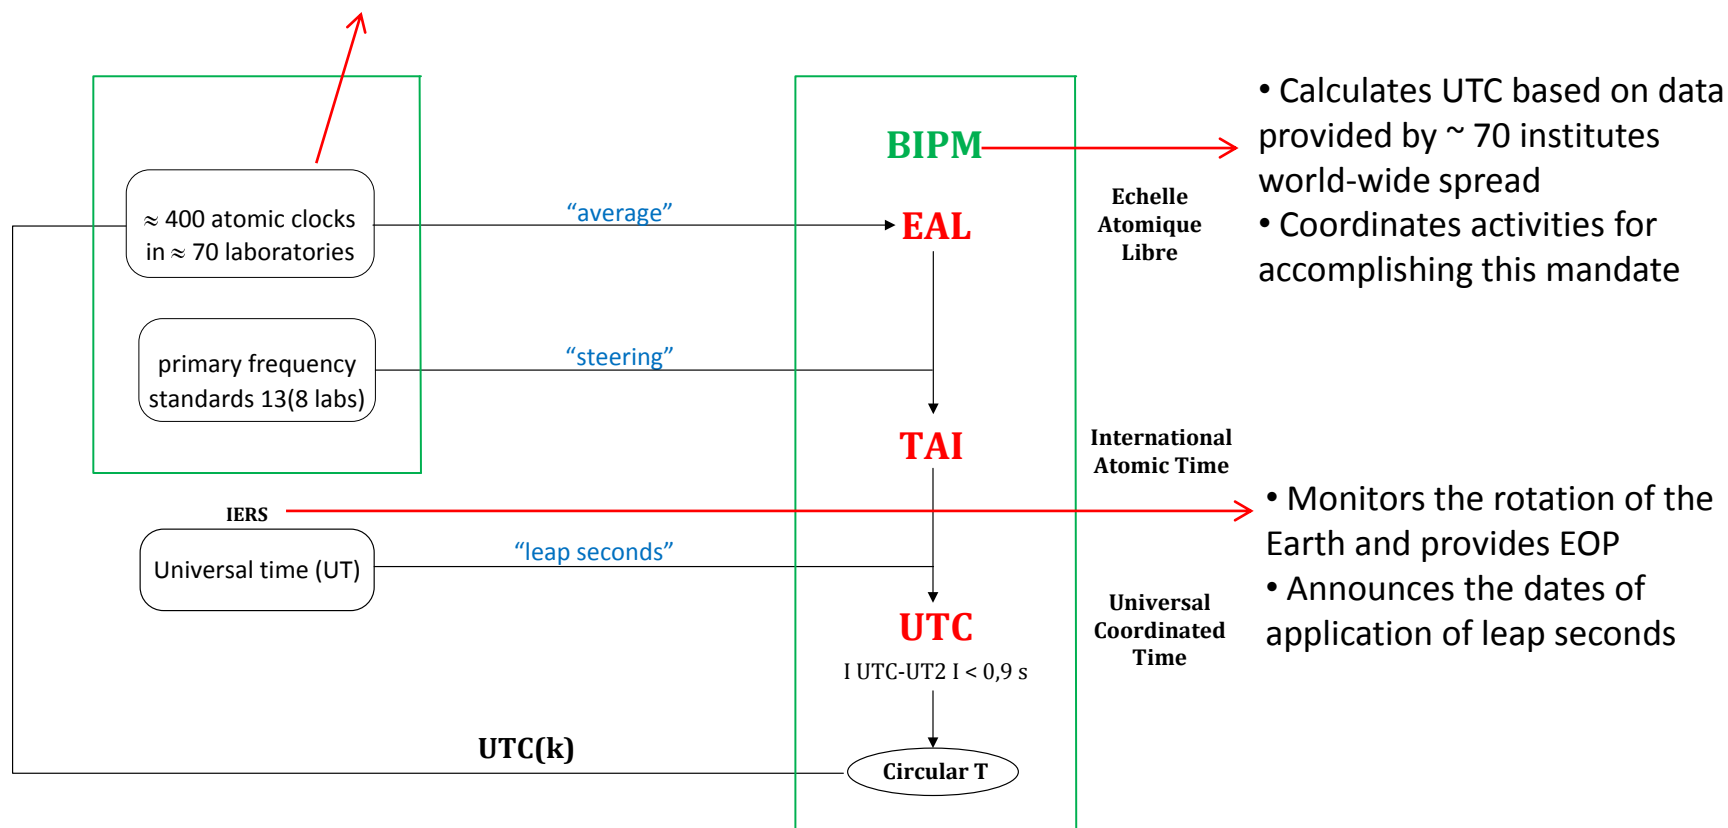 BIPM
• Calculates UTC based on data
provided by ~ 70 institutes
world-wide spread
• Coordinates activities for
accomplishing this mandate
≈ 400 atomic clocks
in ≈ 70 laboratories
“average”
EAL
Echelle
Atomique
Libre
primary frequency
standards 13(8 labs)
“steering”
TAI
International
Atomic Time
IERS
• Monitors the rotation of the
Earth and provides EOP
• Announces the dates of
application of leap seconds
Universal time (UT)
“leap seconds”
UTC
I UTC-UT2 I < 0,9 s
Universal
Coordinated
Time
UTC(k)
Circular T